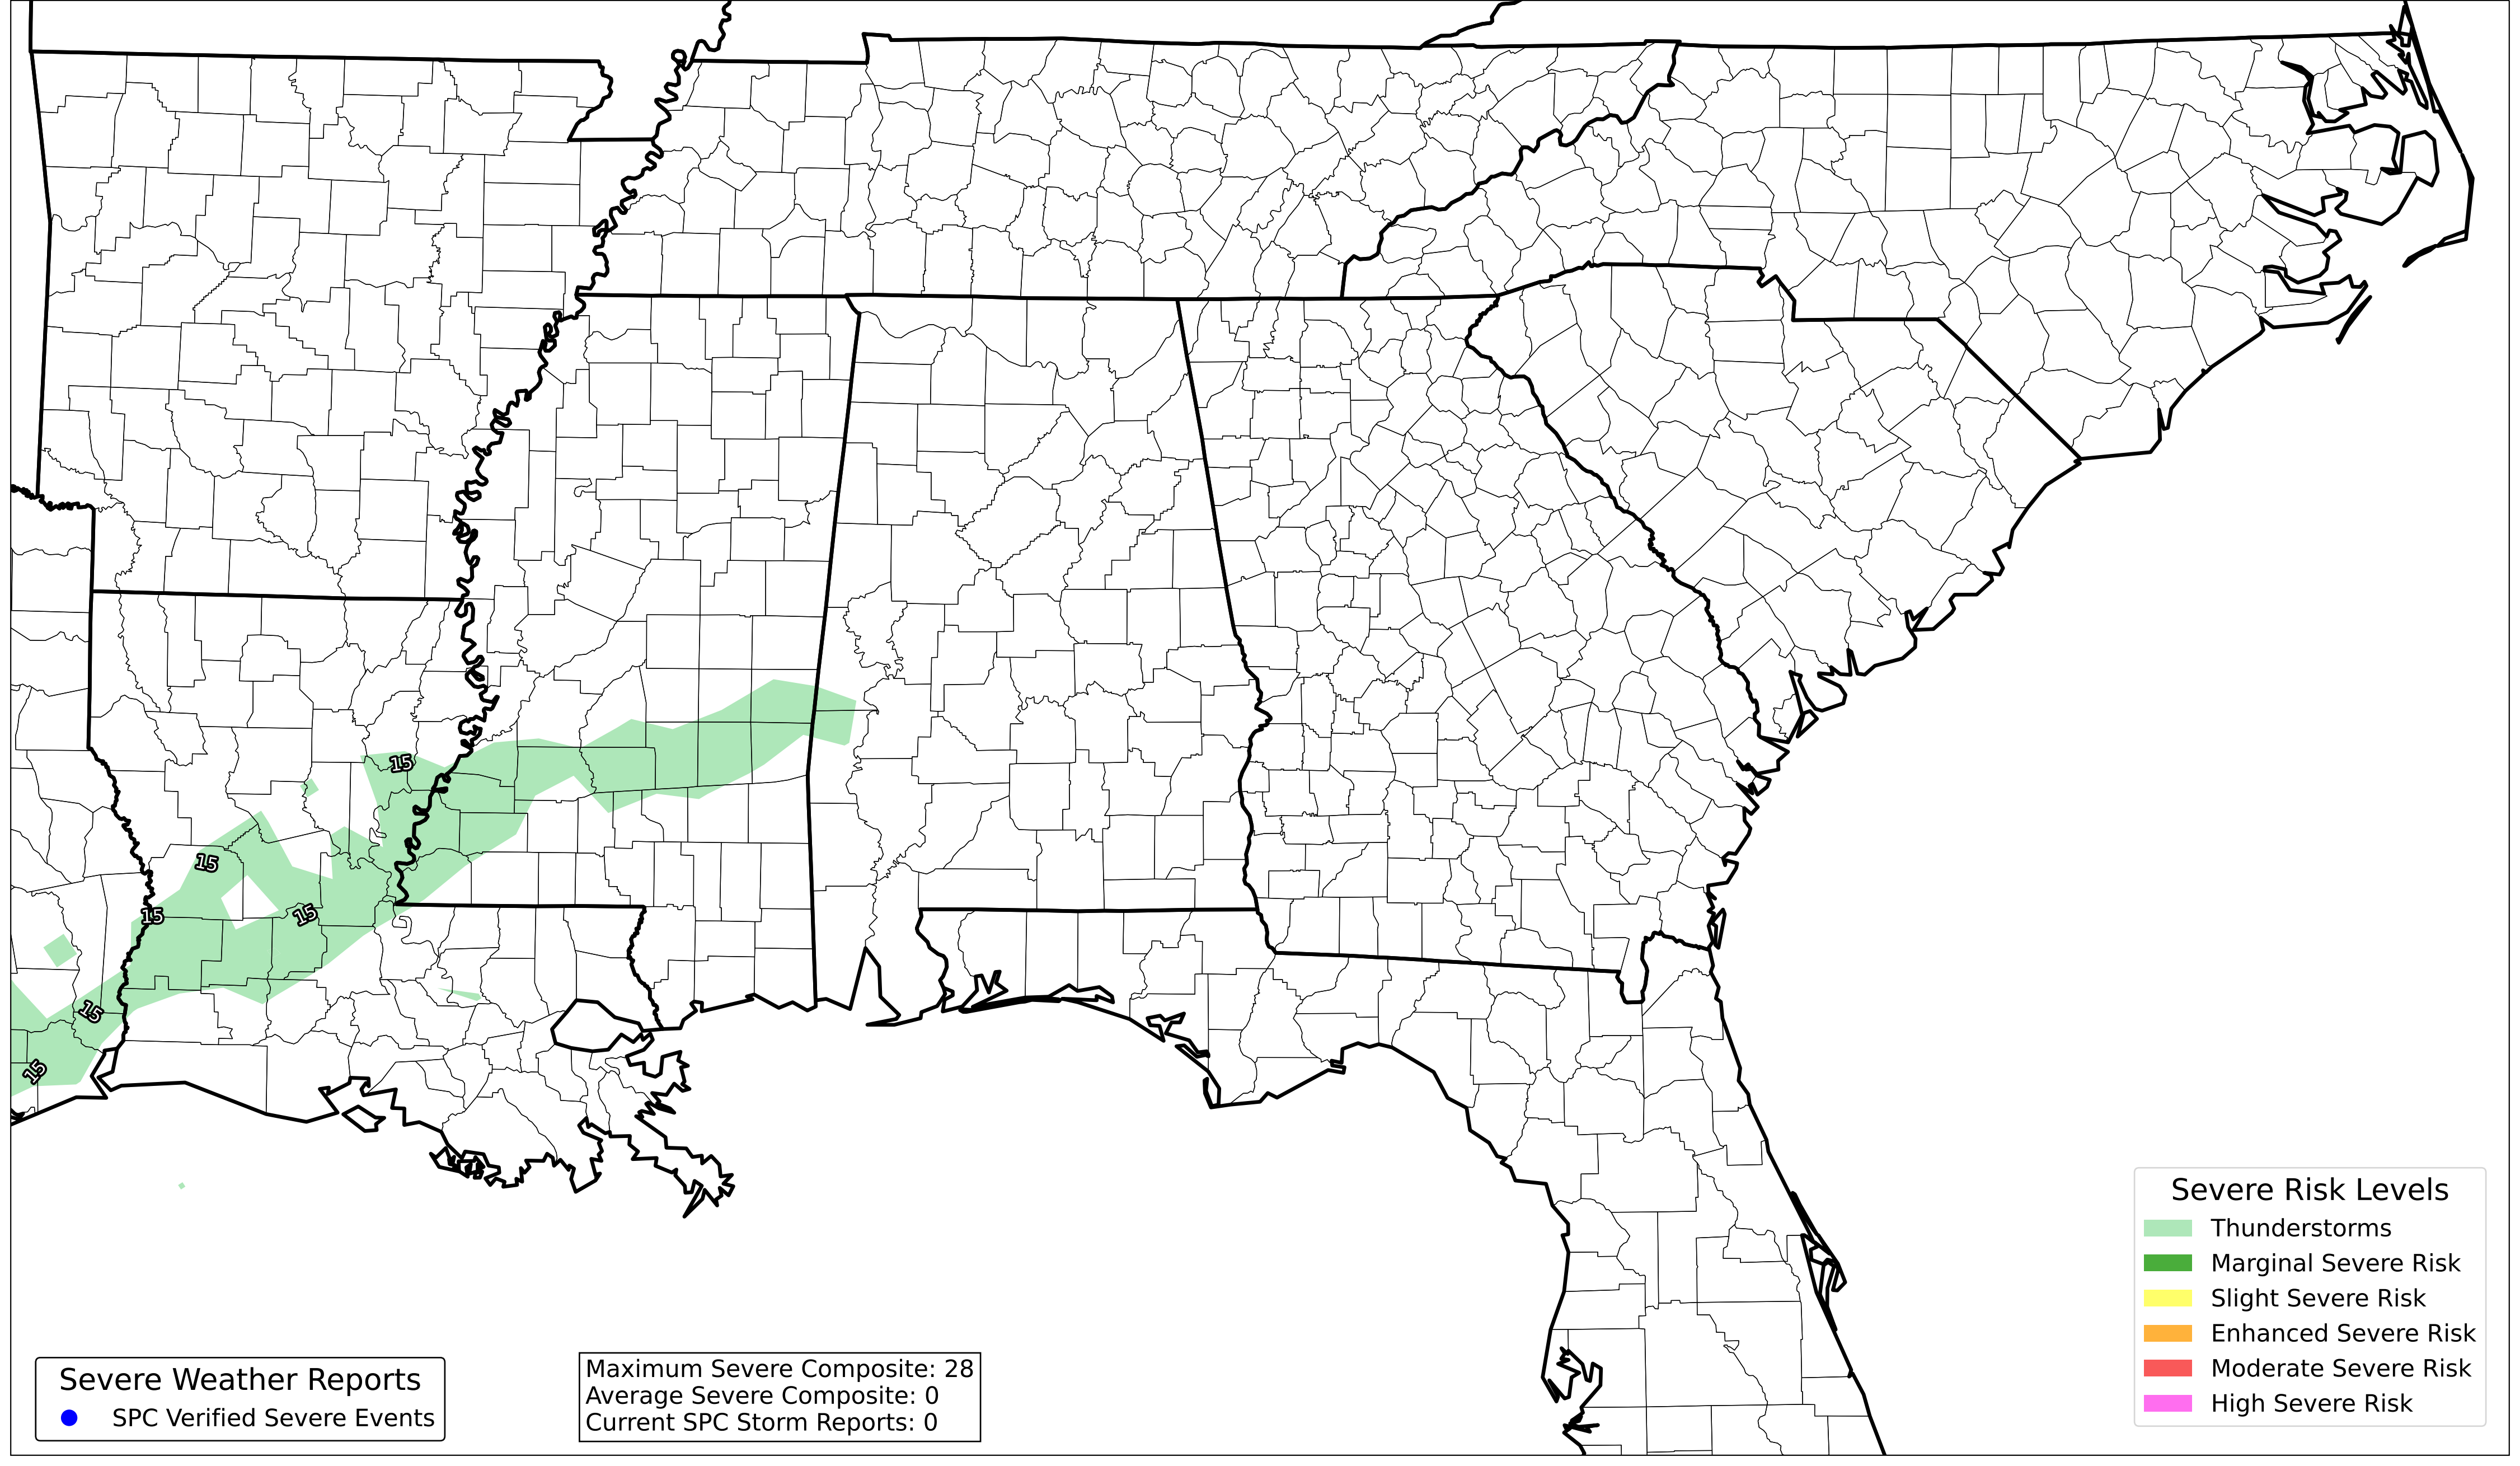 15
15
15
15
15
15
Severe Risk Levels
Thunderstorms
Marginal Severe Risk
Slight Severe Risk
Enhanced Severe Risk
Moderate Severe Risk
High Severe Risk
Severe Weather Reports
SPC Verified Severe Events
Maximum Severe Composite: 28
Average Severe Composite: 0
Current SPC Storm Reports: 0